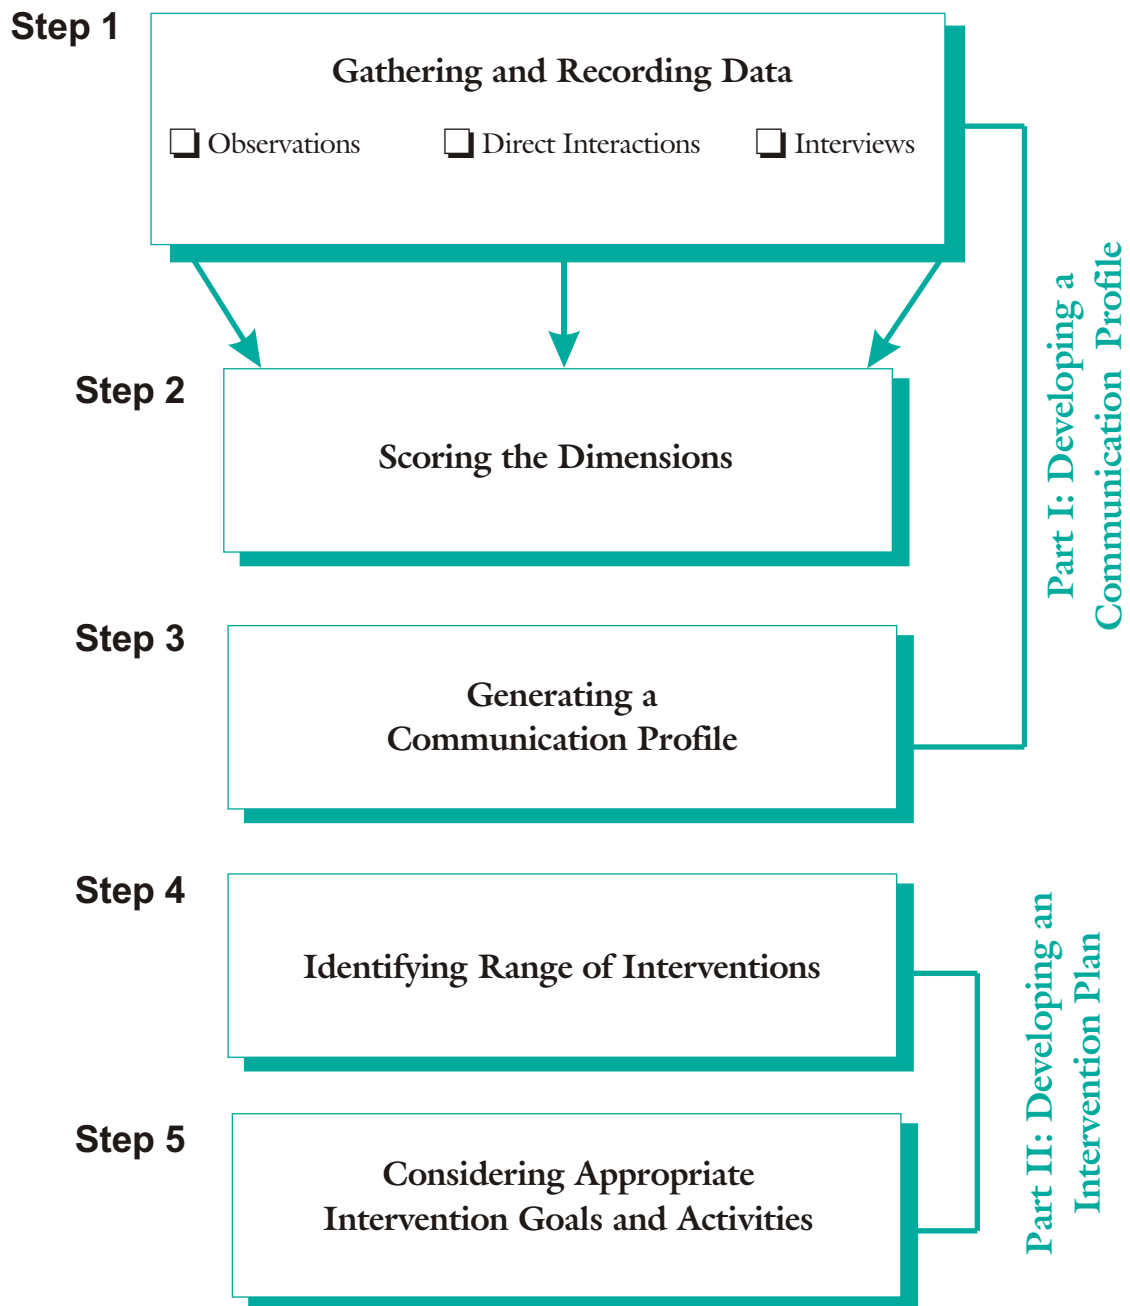 Step 1
Gathering and Recording Data
❏ Observations ❏ Direct Interactions ❏ Interviews
Step 2
Scoring the Dimensions
Step 3
Generating a
Communication Profile
Part I: Developing a
Communication Profile
Step 4
Identifying Range of Interventions
Step 5
Considering Appropriate
Intervention Goals and Activities
Part II: Developing an
Intervention Plan